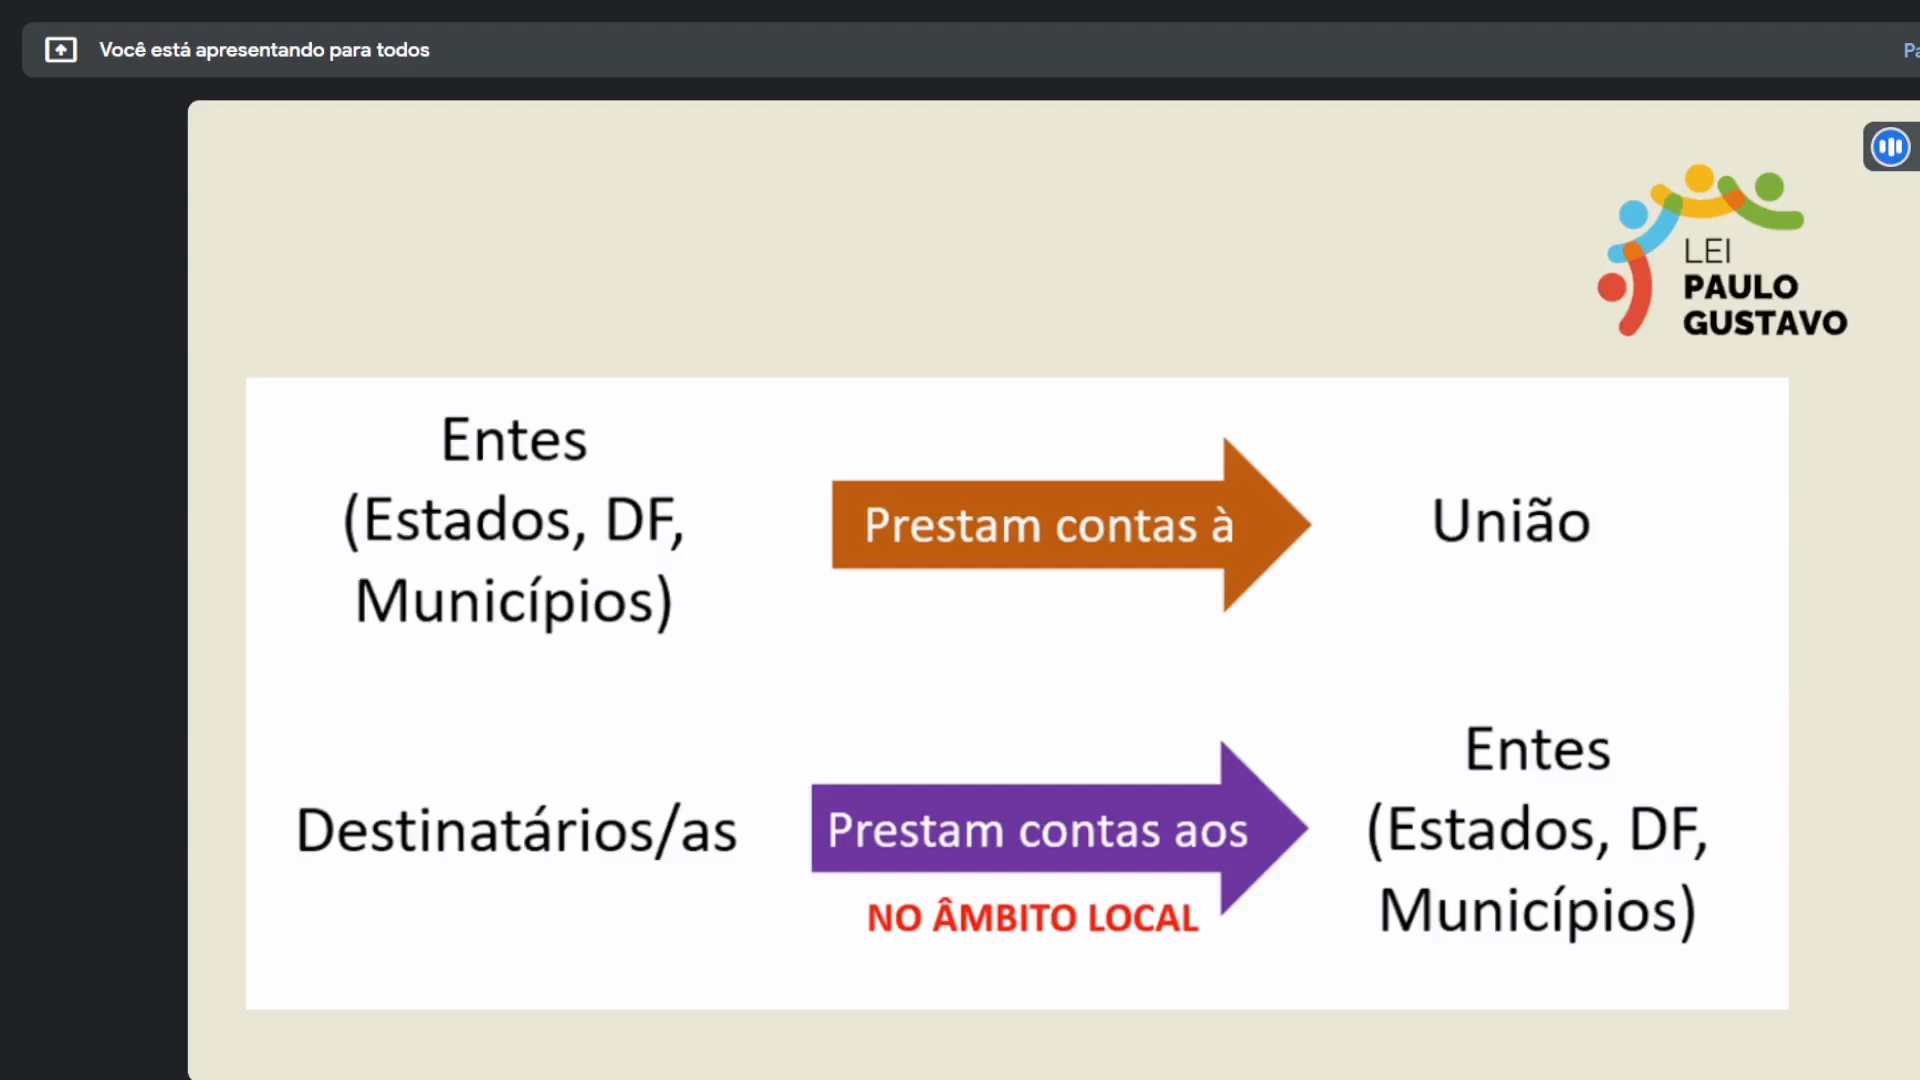 Você está apresentando para todos
LEI
PAULO
GUSTAVO
Entes
(Estados, DF,
Municípios)
Prestam contas à
União
Destinatários/as
Prestam contas aos
NO ÂMBITO LOCAL
Entes
(Estados, DF,
Municípios)